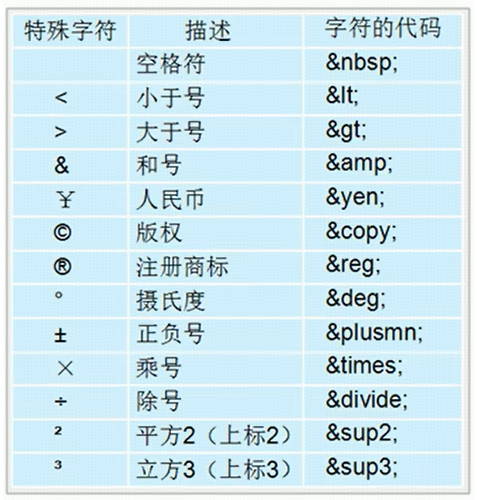 特殊字符 描述 字符的代码
空格符 &nbsp;
< 小于号 &lt;
> 大于号 &gt;
& 和号 &amp;
¥ 人民币 &yen;
© 版权 &copy;
® 注册商标 &reg;
° 摄氏度 &deg;
± 正负号 &plusmn;
× 乘号 &times;
÷ 除号 &divide;
² 平方2（上标2） &sup2;
³ 立方3（上标3） &sup3;